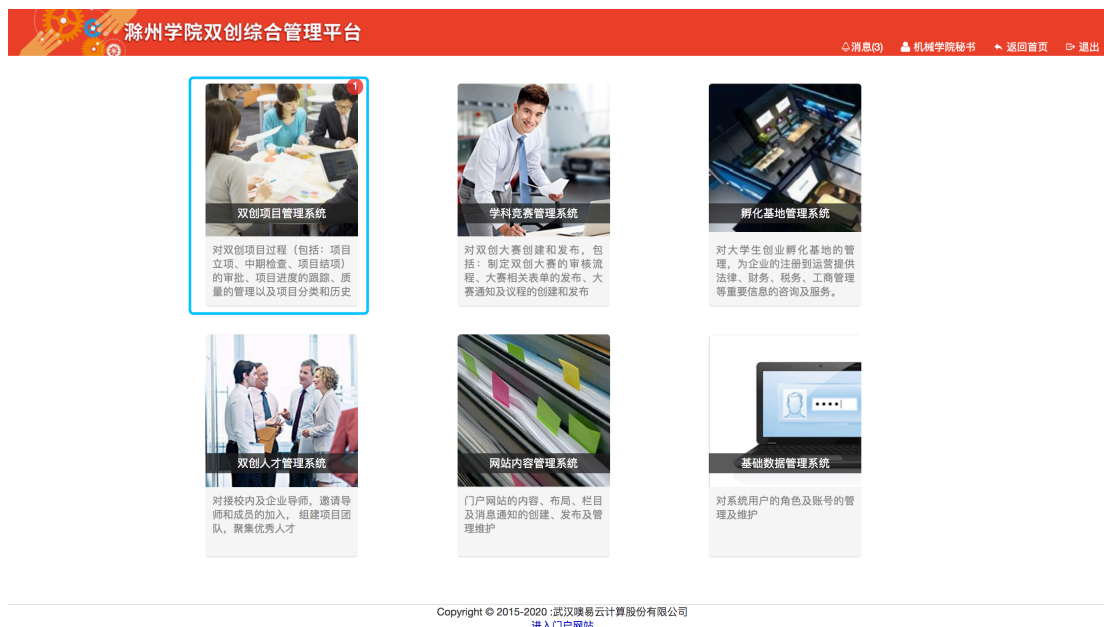 滁州学院双创综合管理平台
消息(3) 机械学院秘书 返回首页 退出
1
双创项目管理系统
对双创项目过程（包括：项目
立项、中期检查、项目结项）
的审批、项目进度的跟踪、质
量的管理以及项目分类和历史
学科竞赛管理系统
对双创大赛创建和发布，包
括：制定双创大赛的审核流
程、大赛相关表单的发布、大
赛通知及议程的创建和发布
孵化基地管理系统
对大学生创业孵化基地的管
理，为企业的注册到运营提供
法律、财务、税务、工商管理
等重要信息的咨询及服务。
双创人才管理系统
对接校内及企业导师，邀请导
师和成员的加入， 组建项目团
队，聚集优秀人才
网站内容管理系统
门户网站的内容、布局、栏目
及消息通知的创建、发布及管
理维护
基础数据管理系统
对系统用户的角色及账号的管
理及维护
Copyright © 2015-2020 :武汉噢易云计算股份有限公司
进入门户网站